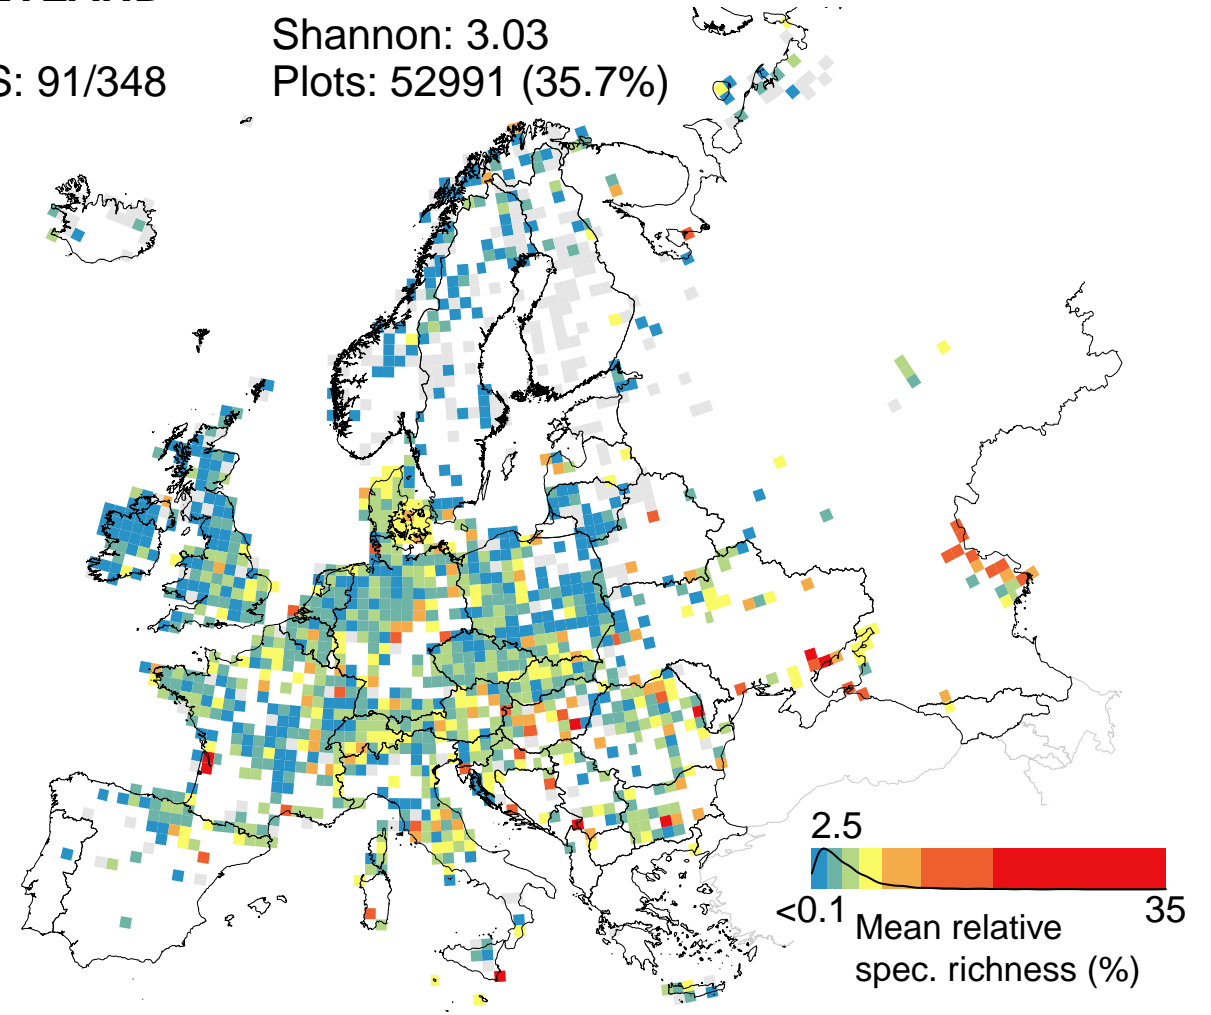 Shannon: 3.03
S: 91/348
Plots: 52991 (35.7%)
2.5
<0.1
35
Mean relative
spec. richness (%)